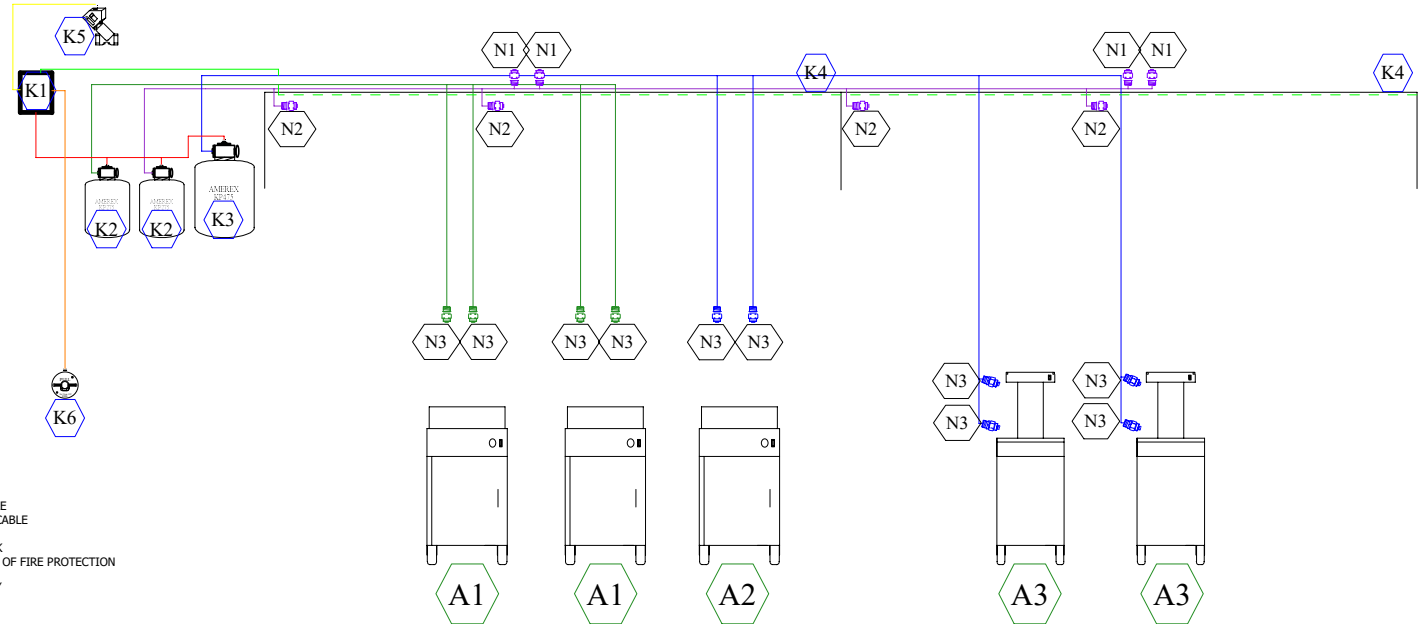 K5
N1 N1
N1 N1
K4
K4
K1
N2
N2
N2
N2
AMEREX
AMEREX
AMEREX
KP475
K2
K2
K3
N3 N3
N3 N3
N3 N3
N3
N3
N3
N3
K6
E
CABLE
K
OF FIRE PROTECTION
A1
A1
A2
A3
A3